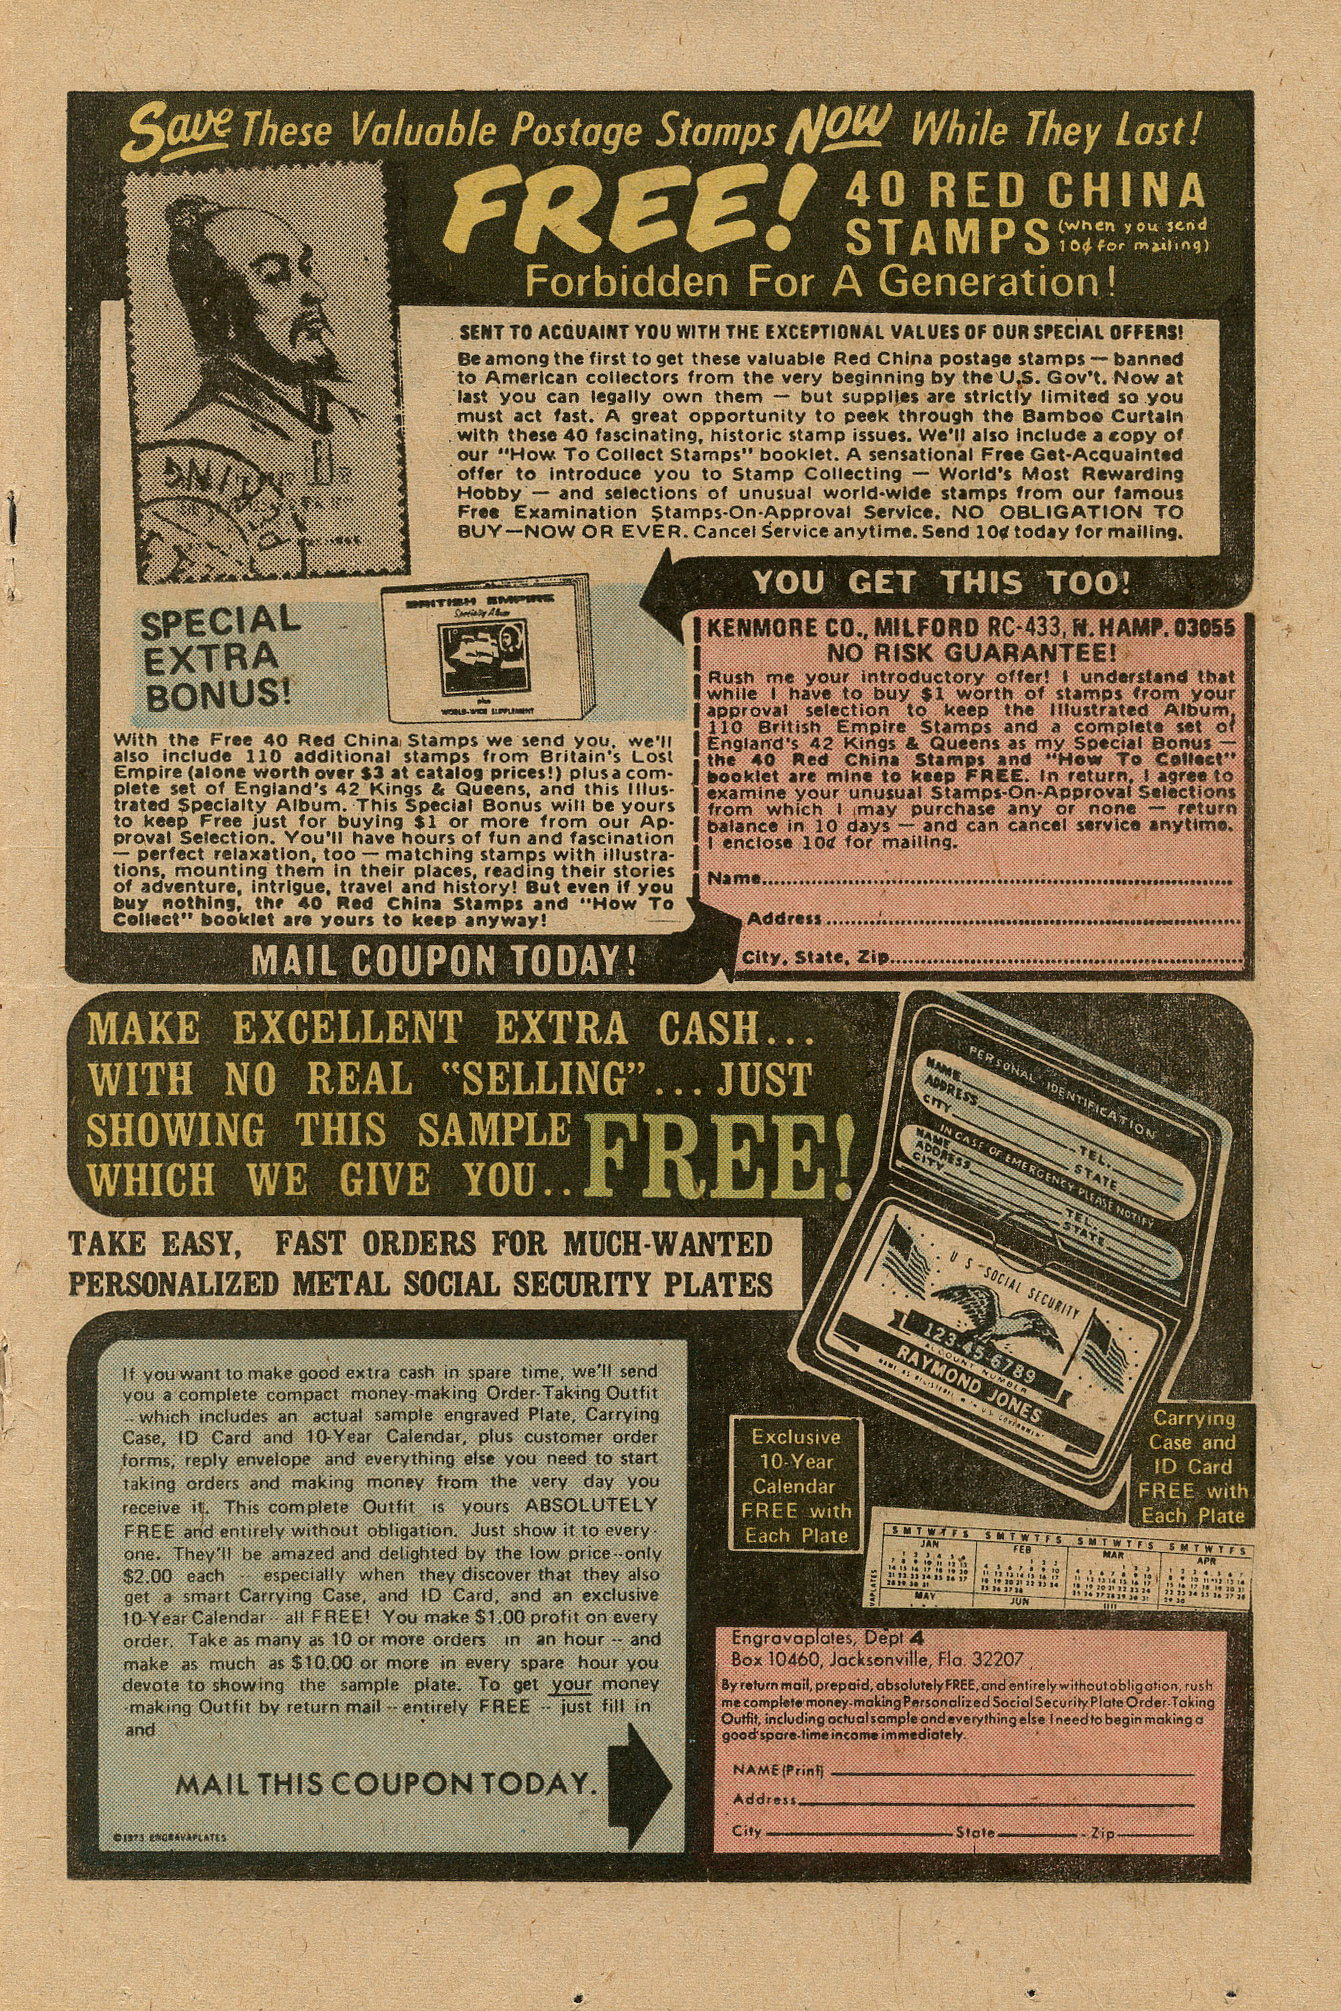 Save These Valuable Postage Stamps NOW While They Last!
FREE! 40 RED CHINA
STAMPS (when you send
10¢ for mailing)
Forbidden For A Generation!
SENT TO ACQUAINT YOU WITH THE EXCEPTIONAL VALUES OF OUR SPECIAL OFFERS!
Be among the first to get these valuable Red China postage stamps — banned
to American collectors from the very beginning by the U.S. Gov't. Now at
last you can legally own them — but supplies are strictly limited so you
must act fast. A great opportunity to peek through the Bamboo Curtain
with these 40 fascinating, historic stamp issues. We'll also include a copy of
our "How To Collect Stamps" booklet. A sensational Free Get-Acquainted
offer to introduce you to Stamp Collecting — World's Most Rewarding
Hobby — and selections of unusual world-wide stamps from our famous
Free Examination Stamps-On-Approval Service. NO OBLIGATION TO
BUY—NOW OR EVER. Cancel Service anytime. Send 10¢ today for mailing.
YOU GET THIS TOO!
SPECIAL
EXTRA
BONUS!
BRITISH EMPIRE
Specialty Album
plus
WORLD-WIDE SUPPLEMENT
With the Free 40 Red China Stamps we send you, we'll
also include 110 additional stamps from Britain's Lost
Empire (alone worth over $3 at catalog prices!) plus a com-
plete set of England's 42 Kings & Queens, and this Illus-
trated Specialty Album. This Special Bonus will be yours
to keep Free just for buying $1 or more from our Ap-
proval Selection. You'll have hours of fun and fascination
— perfect relaxation, too — matching stamps with illustra-
tions, mounting them in their places, reading their stories
of adventure, intrigue, travel and history! But even if you
buy nothing, the 40 Red China Stamps and "How To
Collect" booklet are yours to keep anyway!
MAIL COUPON TODAY!
KENMORE CO., MILFORD RC-433, N. HAMP. 03055
NO RISK GUARANTEE!
Rush me your introductory offer! I understand that
while I have to buy $1 worth of stamps from your
approval selection to keep the Illustrated Album,
110 British Empire Stamps and a complete set of
England's 42 Kings & Queens as my Special Bonus —
the 40 Red China Stamps and "How To Collect"
booklet are mine to keep FREE. In return, I agree to
examine your unusual Stamps-On-Approval Selections
from which I may purchase any or none — return
balance in 10 days — and can cancel service anytime.
I enclose 10¢ for mailing.
Name
Address
City, State, Zip
MAKE EXCELLENT EXTRA CASH...
WITH NO REAL "SELLING"... JUST
SHOWING THIS SAMPLE
WHICH WE GIVE YOU.. FREE!
TAKE EASY, FAST ORDERS FOR MUCH-WANTED
PERSONALIZED METAL SOCIAL SECURITY PLATES
PERSONAL IDENTIFICATION
NAME
ADDRESS TEL.
CITY STATE
IN CASE OF EMERGENCY PLEASE NOTIFY
NAME
ADDRESS TEL.
CITY STATE
U S - SOCIAL SECURITY
123-45-6789
ACCOUNT NUMBER
RAYMOND JONES
If you want to make good extra cash in spare time, we'll send
you a complete compact money-making Order-Taking Outfit
-- which includes an actual sample engraved Plate, Carrying
Case, ID Card and 10-Year Calendar, plus customer order
forms, reply envelope and everything else you need to start
taking orders and making money from the very day you
receive it. This complete Outfit is yours ABSOLUTELY
FREE and entirely without obligation. Just show it to every-
one. They'll be amazed and delighted by the low price--only
$2.00 each - especially when they discover that they also
get a smart Carrying Case, and ID Card, and an exclusive
10-Year Calendar -- all FREE! You make $1.00 profit on every
order. Take as many as 10 or more orders in an hour -- and
make as much as $10.00 or more in every spare hour you
devote to showing the sample plate. To get your money
-making Outfit by return mail -- entirely FREE -- just fill in
and
MAIL THIS COUPON TODAY.
©1973 ENGRAVAPLATES
Exclusive
10-Year
Calendar
FREE with
Each Plate
Carrying
Case and
ID Card
FREE with
Each Plate
S M T W T F S S M T W T F S S M T W T F S S M T W T F S
JAN FEB MAR APR
MAY JUN
Engravaplates, Dept 4
Box 10460, Jacksonville, Fla. 32207
By return mail, prepaid, absolutely FREE, and entirely without obligation, rush
me complete money-making Personalized Social Security Plate Order-Taking
Outfit, including actual sample and everything else I need to begin making a
good spare-time income immediately.
NAME (Print)
Address
City State Zip